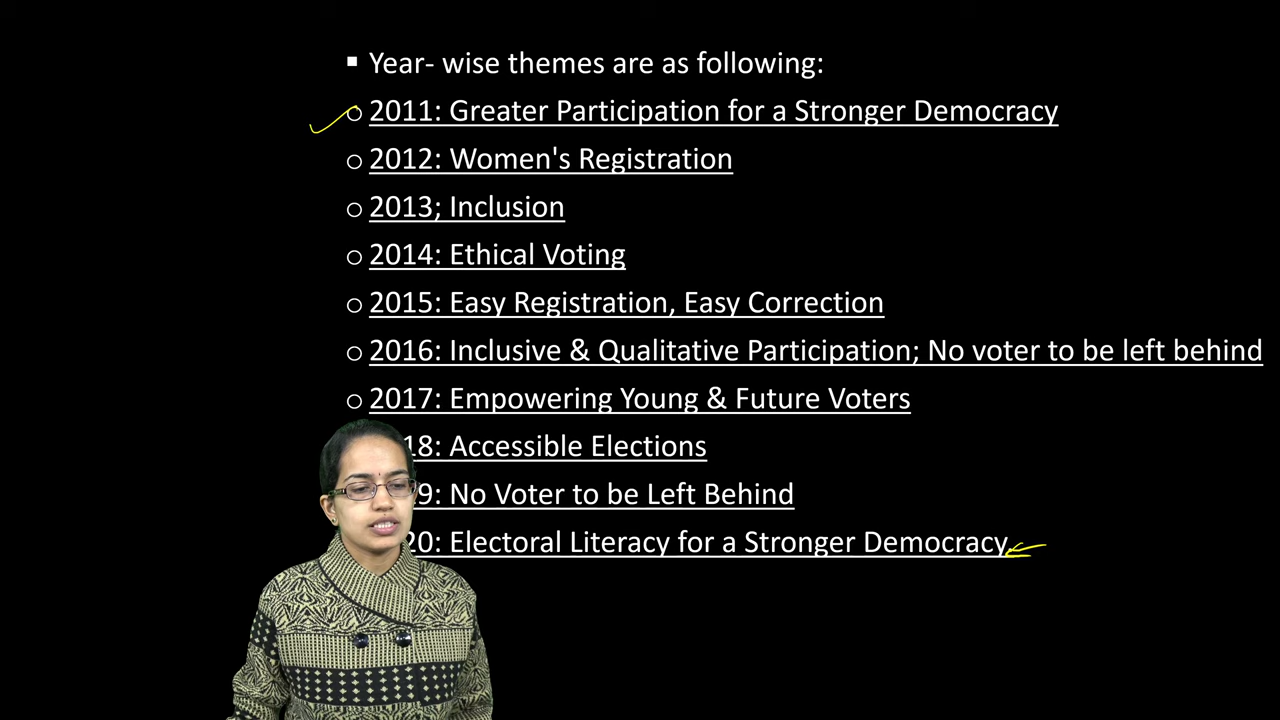 Year- wise themes are as following:
2011: Greater Participation for a Stronger Democracy
2012: Women's Registration
2013; Inclusion
2014: Ethical Voting
2015: Easy Registration, Easy Correction
2016: Inclusive & Qualitative Participation; No voter to be left behind
2017: Empowering Young & Future Voters
18: Accessible Elections
9: No Voter to be Left Behind
20: Electoral Literacy for a Stronger Democracy